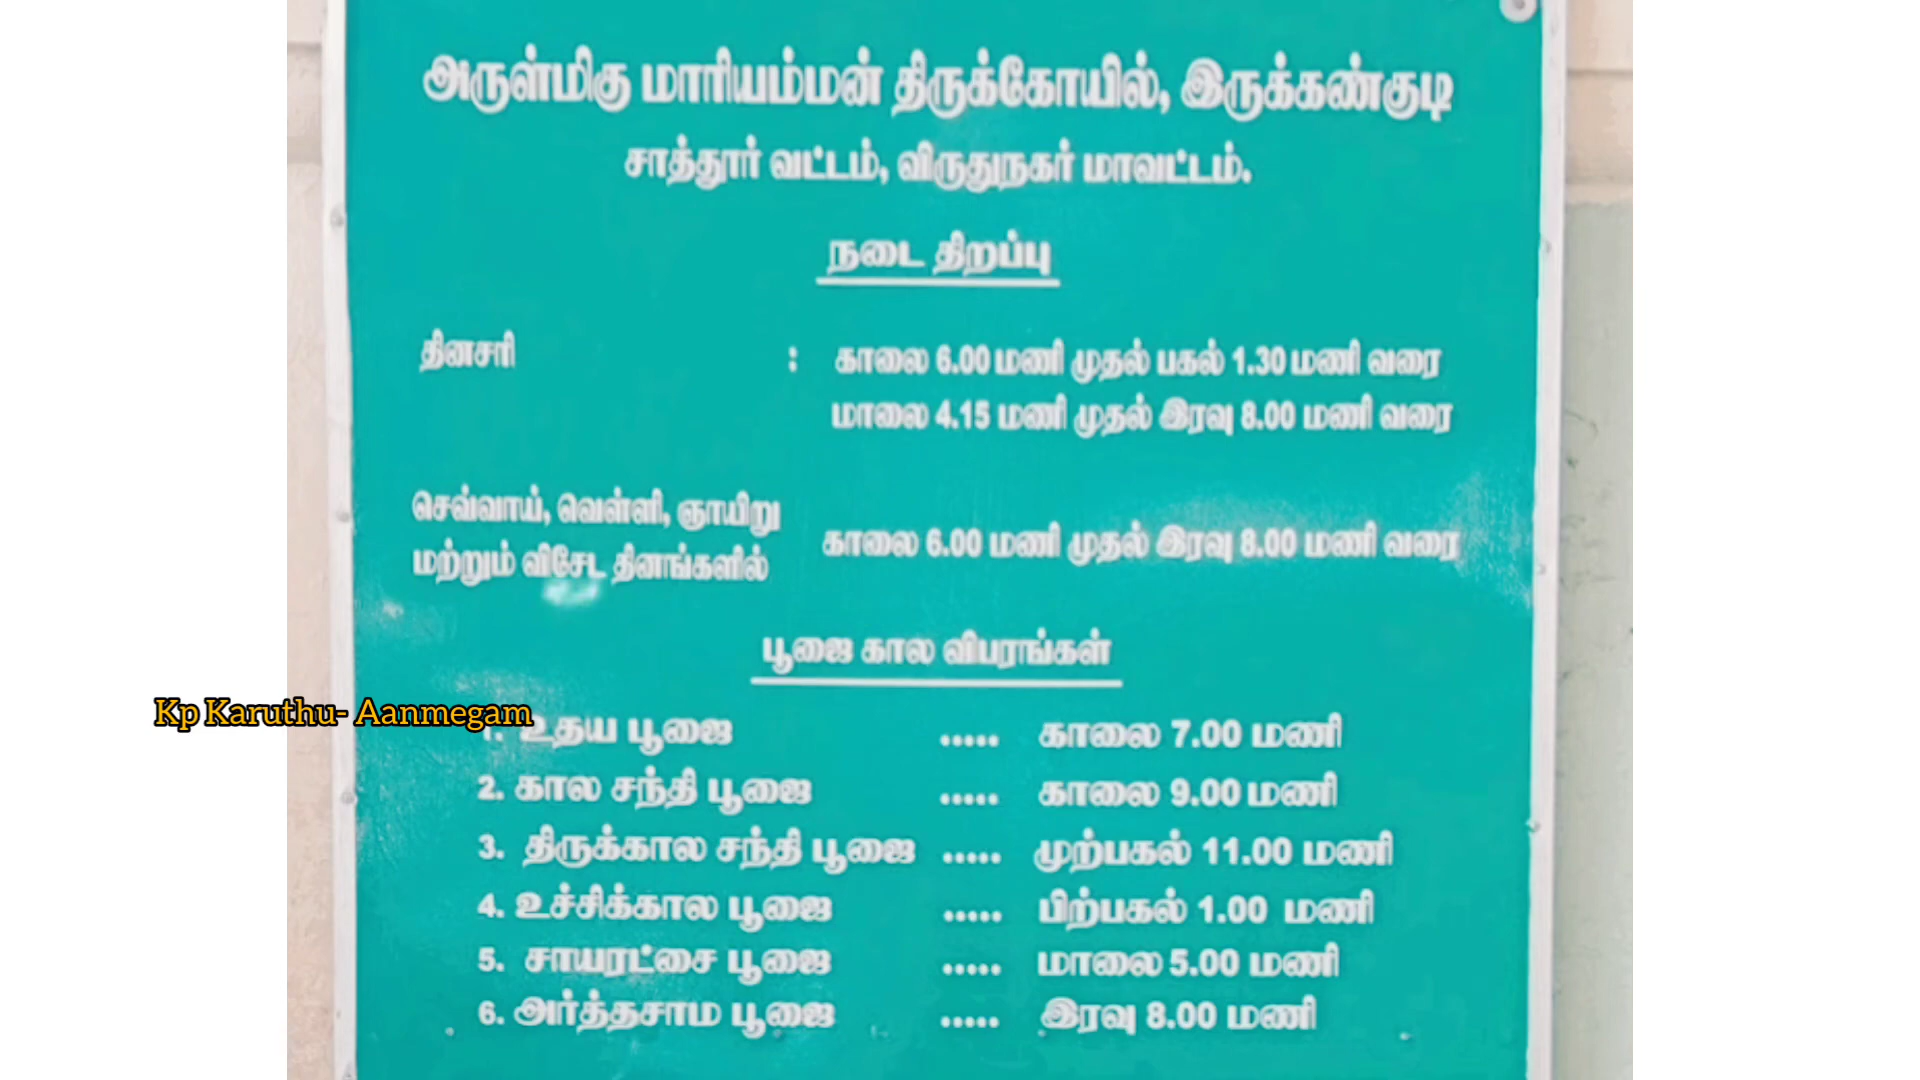 அருள்மிகு மாரியம்மன் திருக்கோயில், இருக்கண்குடி
சாத்தூர் வட்டம், விருதுநகர் மாவட்டம்.
நடை திறப்பு
தினசரி : காலை 6.00 மணி முதல் பகல் 1.30 மணி வரை
மாலை 4.15 மணி முதல் இரவு 8.00 மணி வரை
செவ்வாய், வெள்ளி, ஞாயிறு
மற்றும் விசேட தினங்களில் காலை 6.00 மணி முதல் இரவு 8.00 மணி வரை
பூஜை கால விபரங்கள்
Kp Karuthu- Aanmegam
1. உதய பூஜை ..... காலை 7.00 மணி
2. கால சந்தி பூஜை ..... காலை 9.00 மணி
3. திருக்கால சந்தி பூஜை ..... முற்பகல் 11.00 மணி
4. உச்சிக்கால பூஜை ..... பிற்பகல் 1.00 மணி
5. சாயரட்சை பூஜை ..... மாலை 5.00 மணி
6. அர்த்தசாம பூஜை ..... இரவு 8.00 மணி